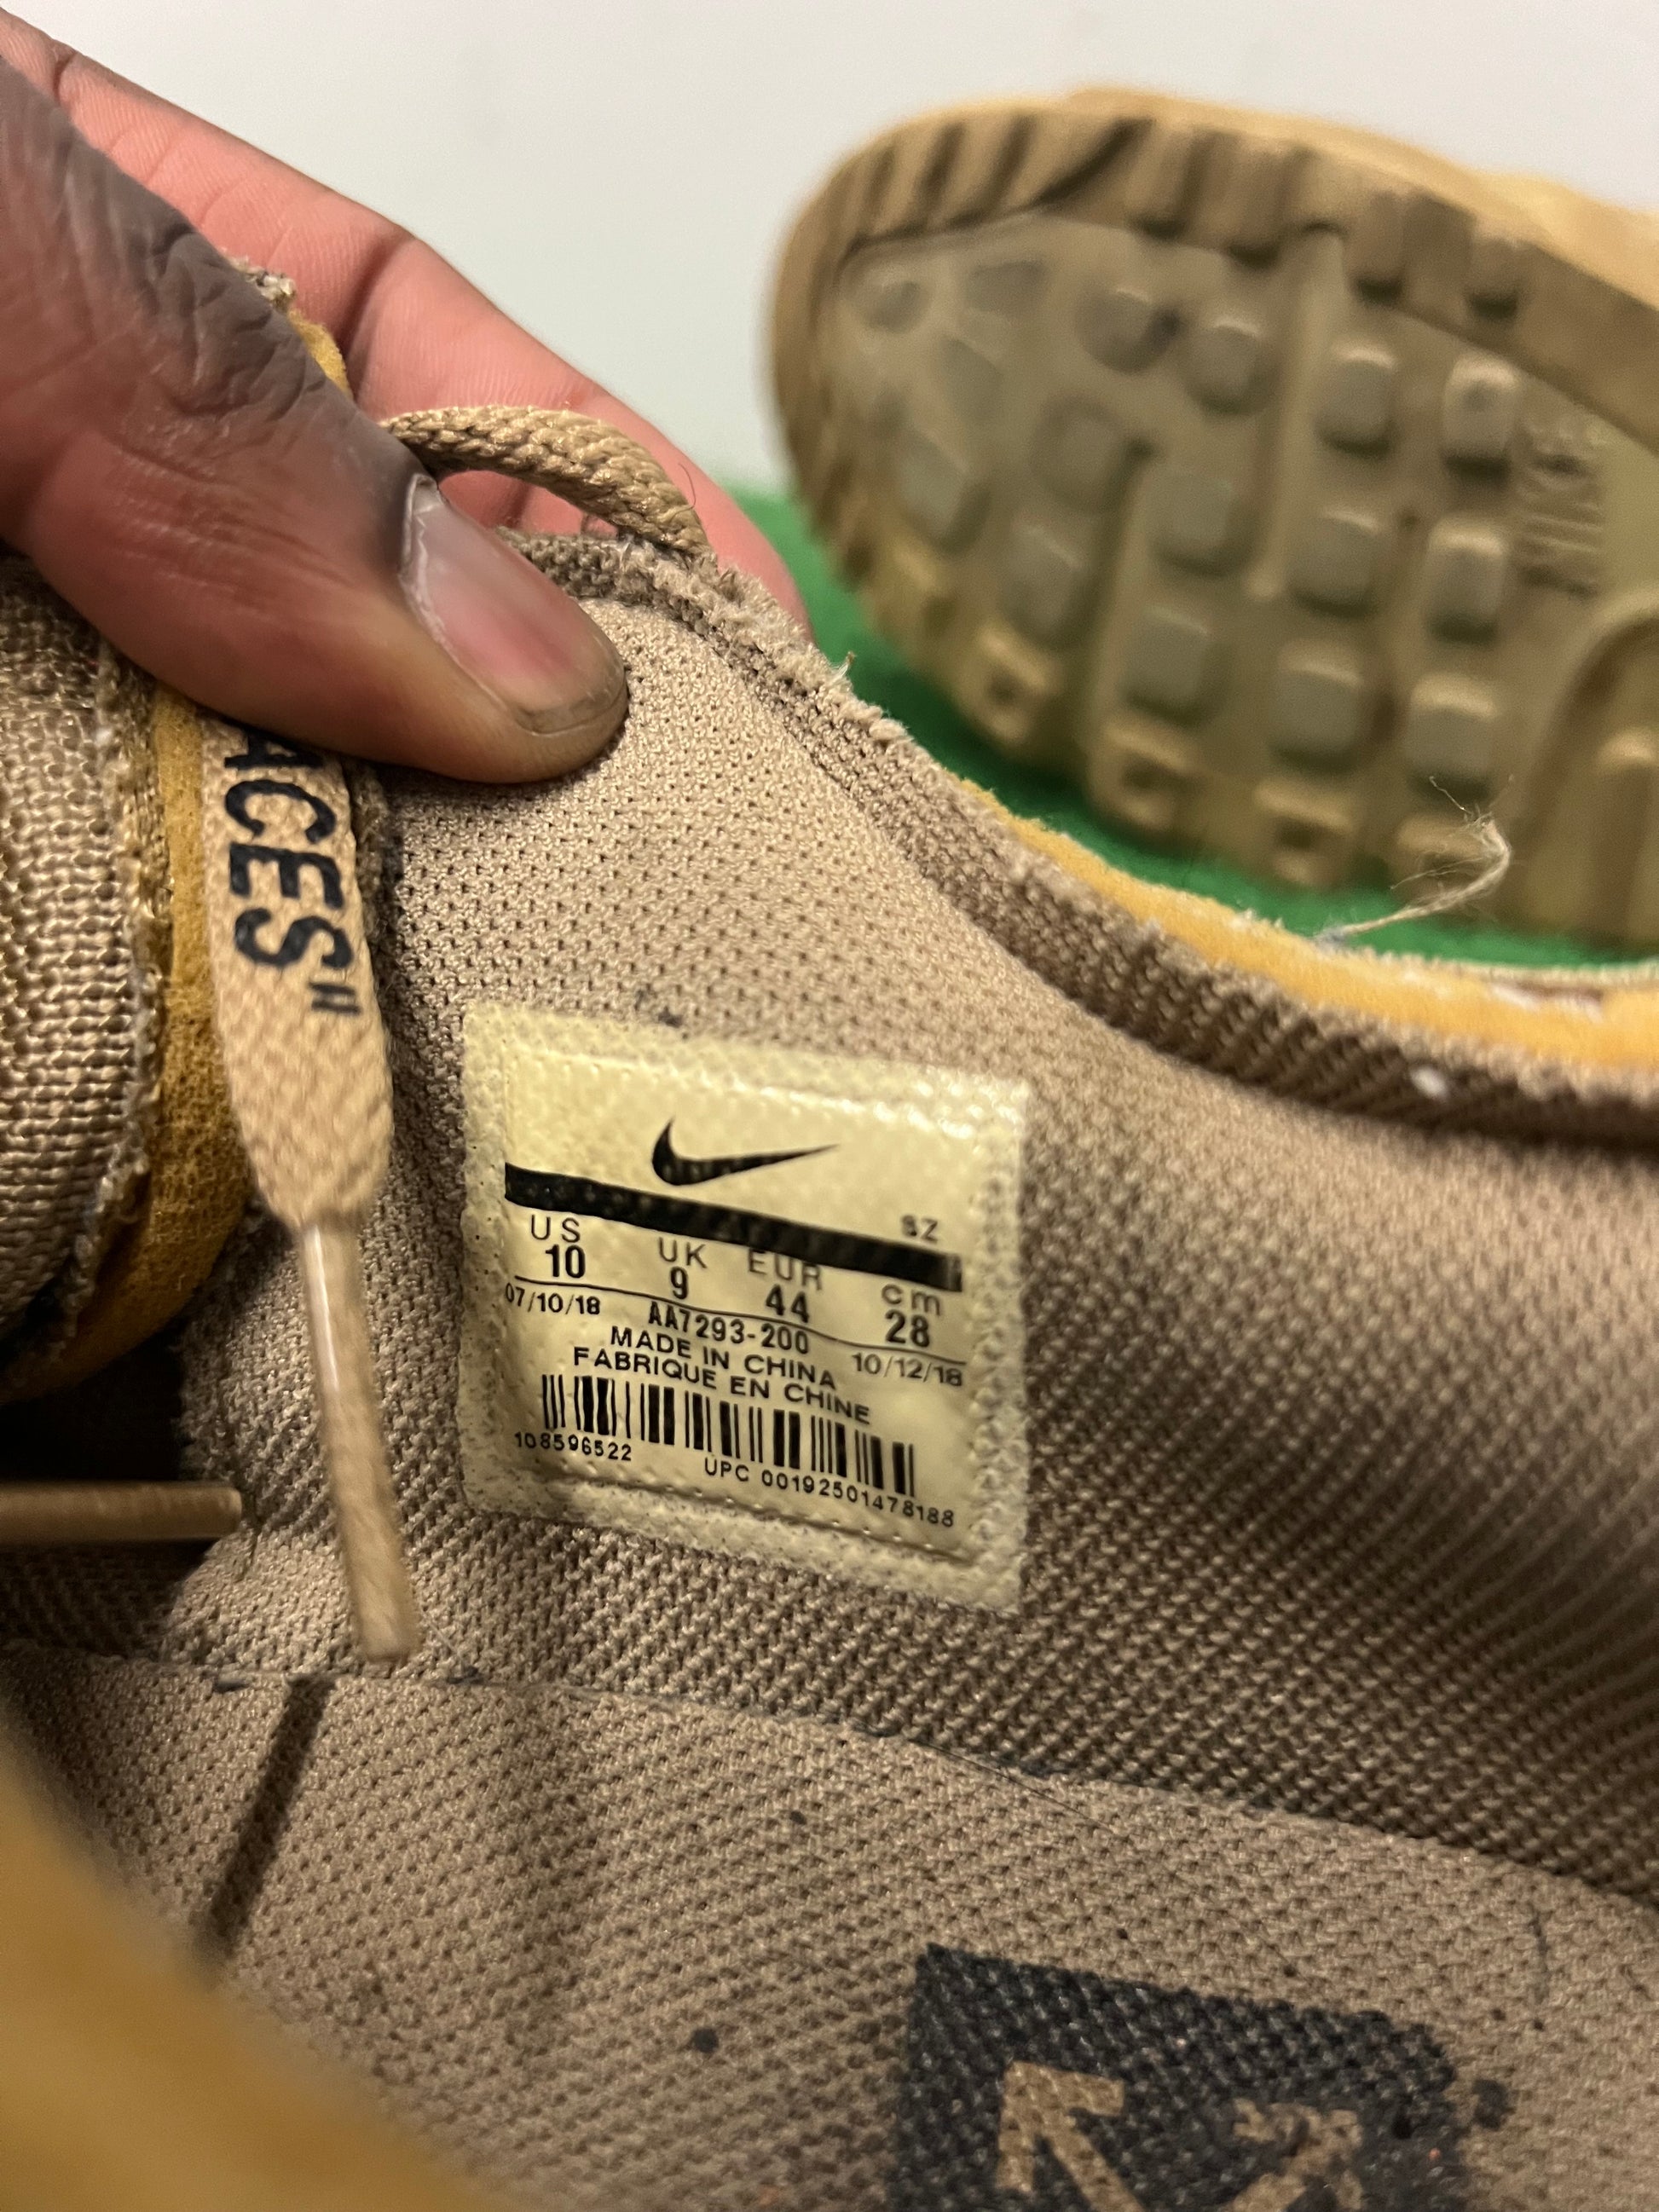 ACES"
SZ
US UK EUR cm
10 9 44 28
07/10/18 AA7293-200 10/12/18
MADE IN CHINA
FABRIQUE EN CHINE
108596522 UPC 00192501478188